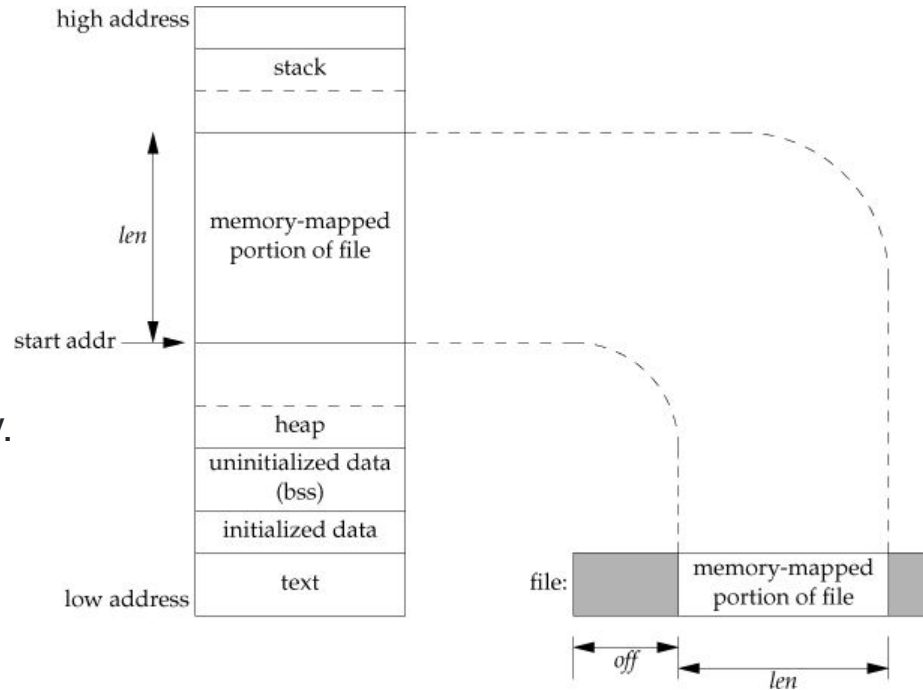 high address
stack
len
memory-mapped
portion of file
start addr
heap
uninitialized data
(bss)
initialized data
text
low address
file:
memory-mapped
portion of file
off
len